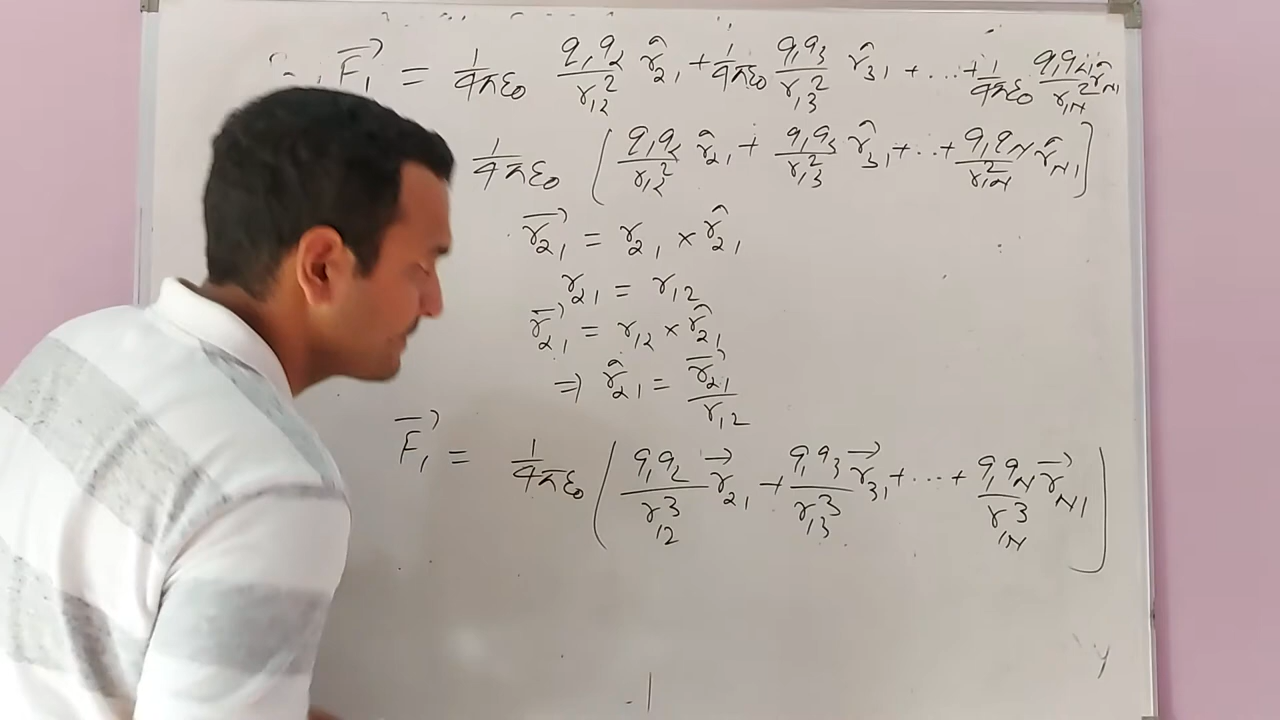 F⃗₁ = 1/4πε₀ q₁q₂/r₁₂² r̂₂₁ + 1/4πε₀ q₁q₃/r₁₃² r̂₃₁ + ... + 1/4πε₀ q₁q_N/r₁N² r̂_N1
1/4πε₀ [q₁q₂/r₁₂² r̂₂₁ + q₁q₃/r₁₃² r̂₃₁ + .. + q₁q_N/r₁N² r̂_N1]
r⃗₂₁ = r₂₁ × r̂₂₁
r₂₁ = r₁₂
r⃗₂₁ = r₁₂ × r̂₂₁
⇒ r̂₂₁ = r⃗₂₁/r₁₂
F⃗₁ = 1/4πε₀ [q₁q₂/r₁₂³ r⃗₂₁ + q₁q₃/r₁₃³ r⃗₃₁ + ... + q₁q_N/r₁N³ r⃗_N1]